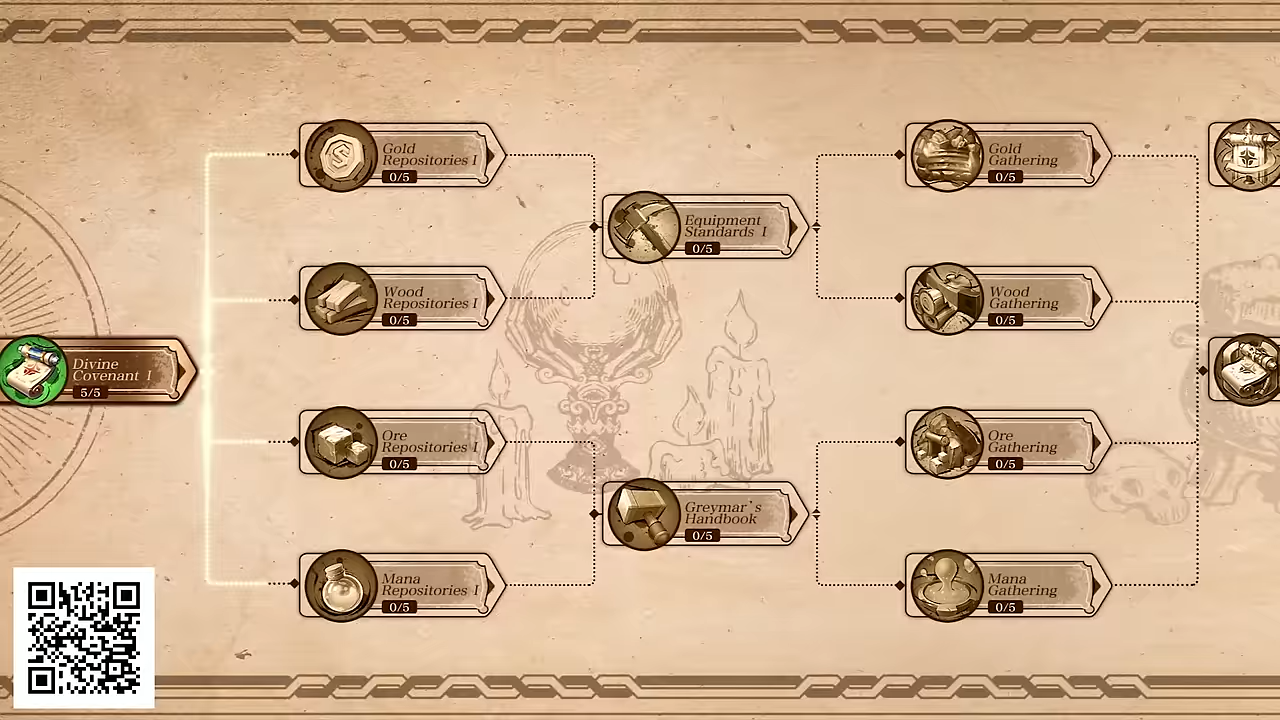 Gold
Repositories I
0/5
Gold
Gathering
0/5
Equipment
Standards I
0/5
Wood
Repositories I
0/5
Wood
Gathering
0/5
Divine
Covenant I
5/5
Ore
Repositories I
0/5
Ore
Gathering
0/5
Greymar's
Handbook
0/5
Mana
Repositories I
0/5
Mana
Gathering
0/5